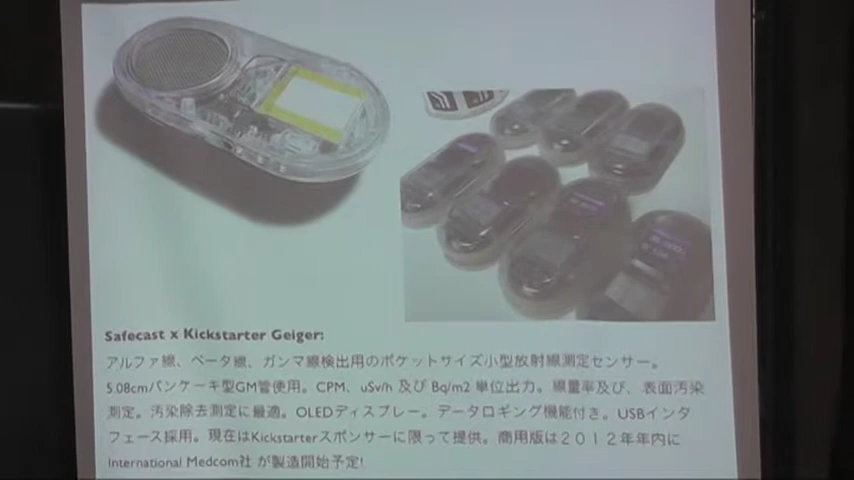 Safecast x Kickstarter Geiger:
アルファ線、ベータ線、ガンマ線検出用のポケットサイズ小型放射線測定センサー。
5.08cmパンケーキ型GM管使用。CPM、uSv/h 及び Bq/m2 単位出力。線量率及び、表面汚染
測定。汚染除去測定に最適。OLEDディスプレー。データロギング機能付き。USBインタ
フェース採用。現在はKickstarterスポンサーに限って提供。商用版は２０１２年年内に
International Medcom社 が製造開始予定!